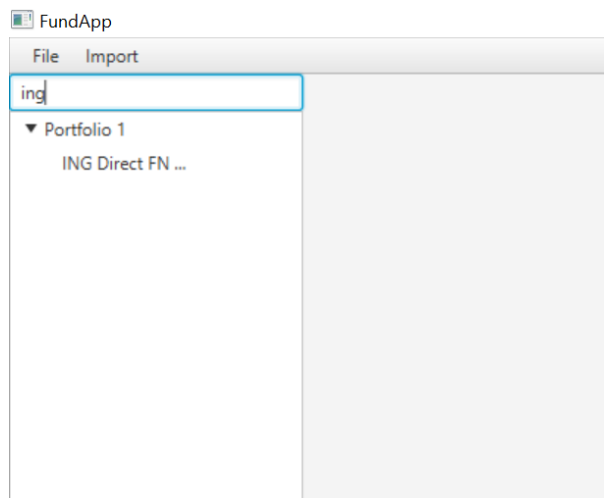 FundApp
File Import
ing
Portfolio 1
ING Direct FN ...